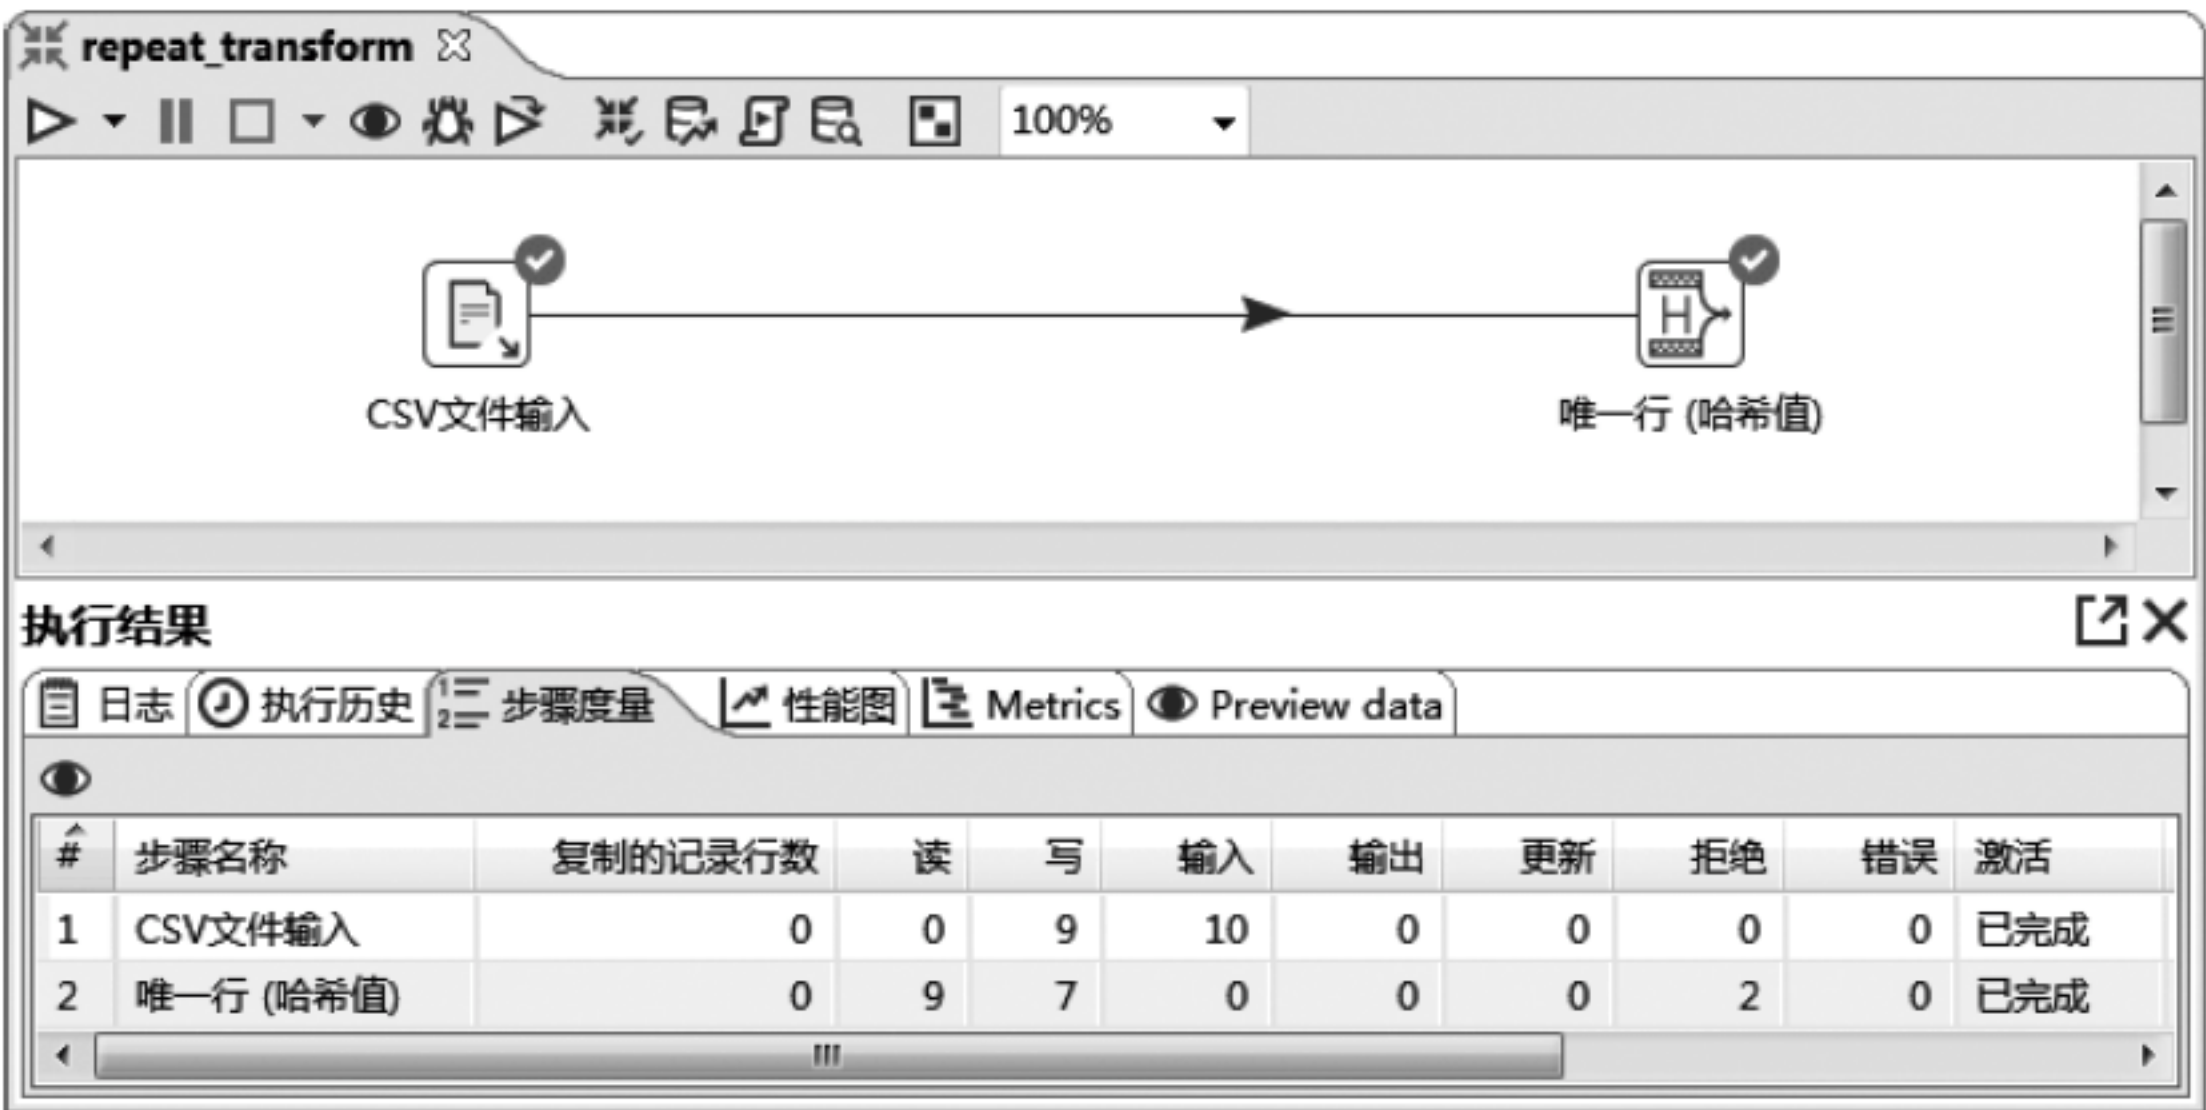 repeat_transform
100%
CSV文件输入
唯一行 (哈希值)
执行结果
日志 执行历史 步骤度量 性能图 Metrics Preview data
# 步骤名称 复制的记录行数 读 写 输入 输出 更新 拒绝 错误 激活
1 CSV文件输入 0 0 9 10 0 0 0 0 已完成
2 唯一行 (哈希值) 0 9 7 0 0 0 2 0 已完成